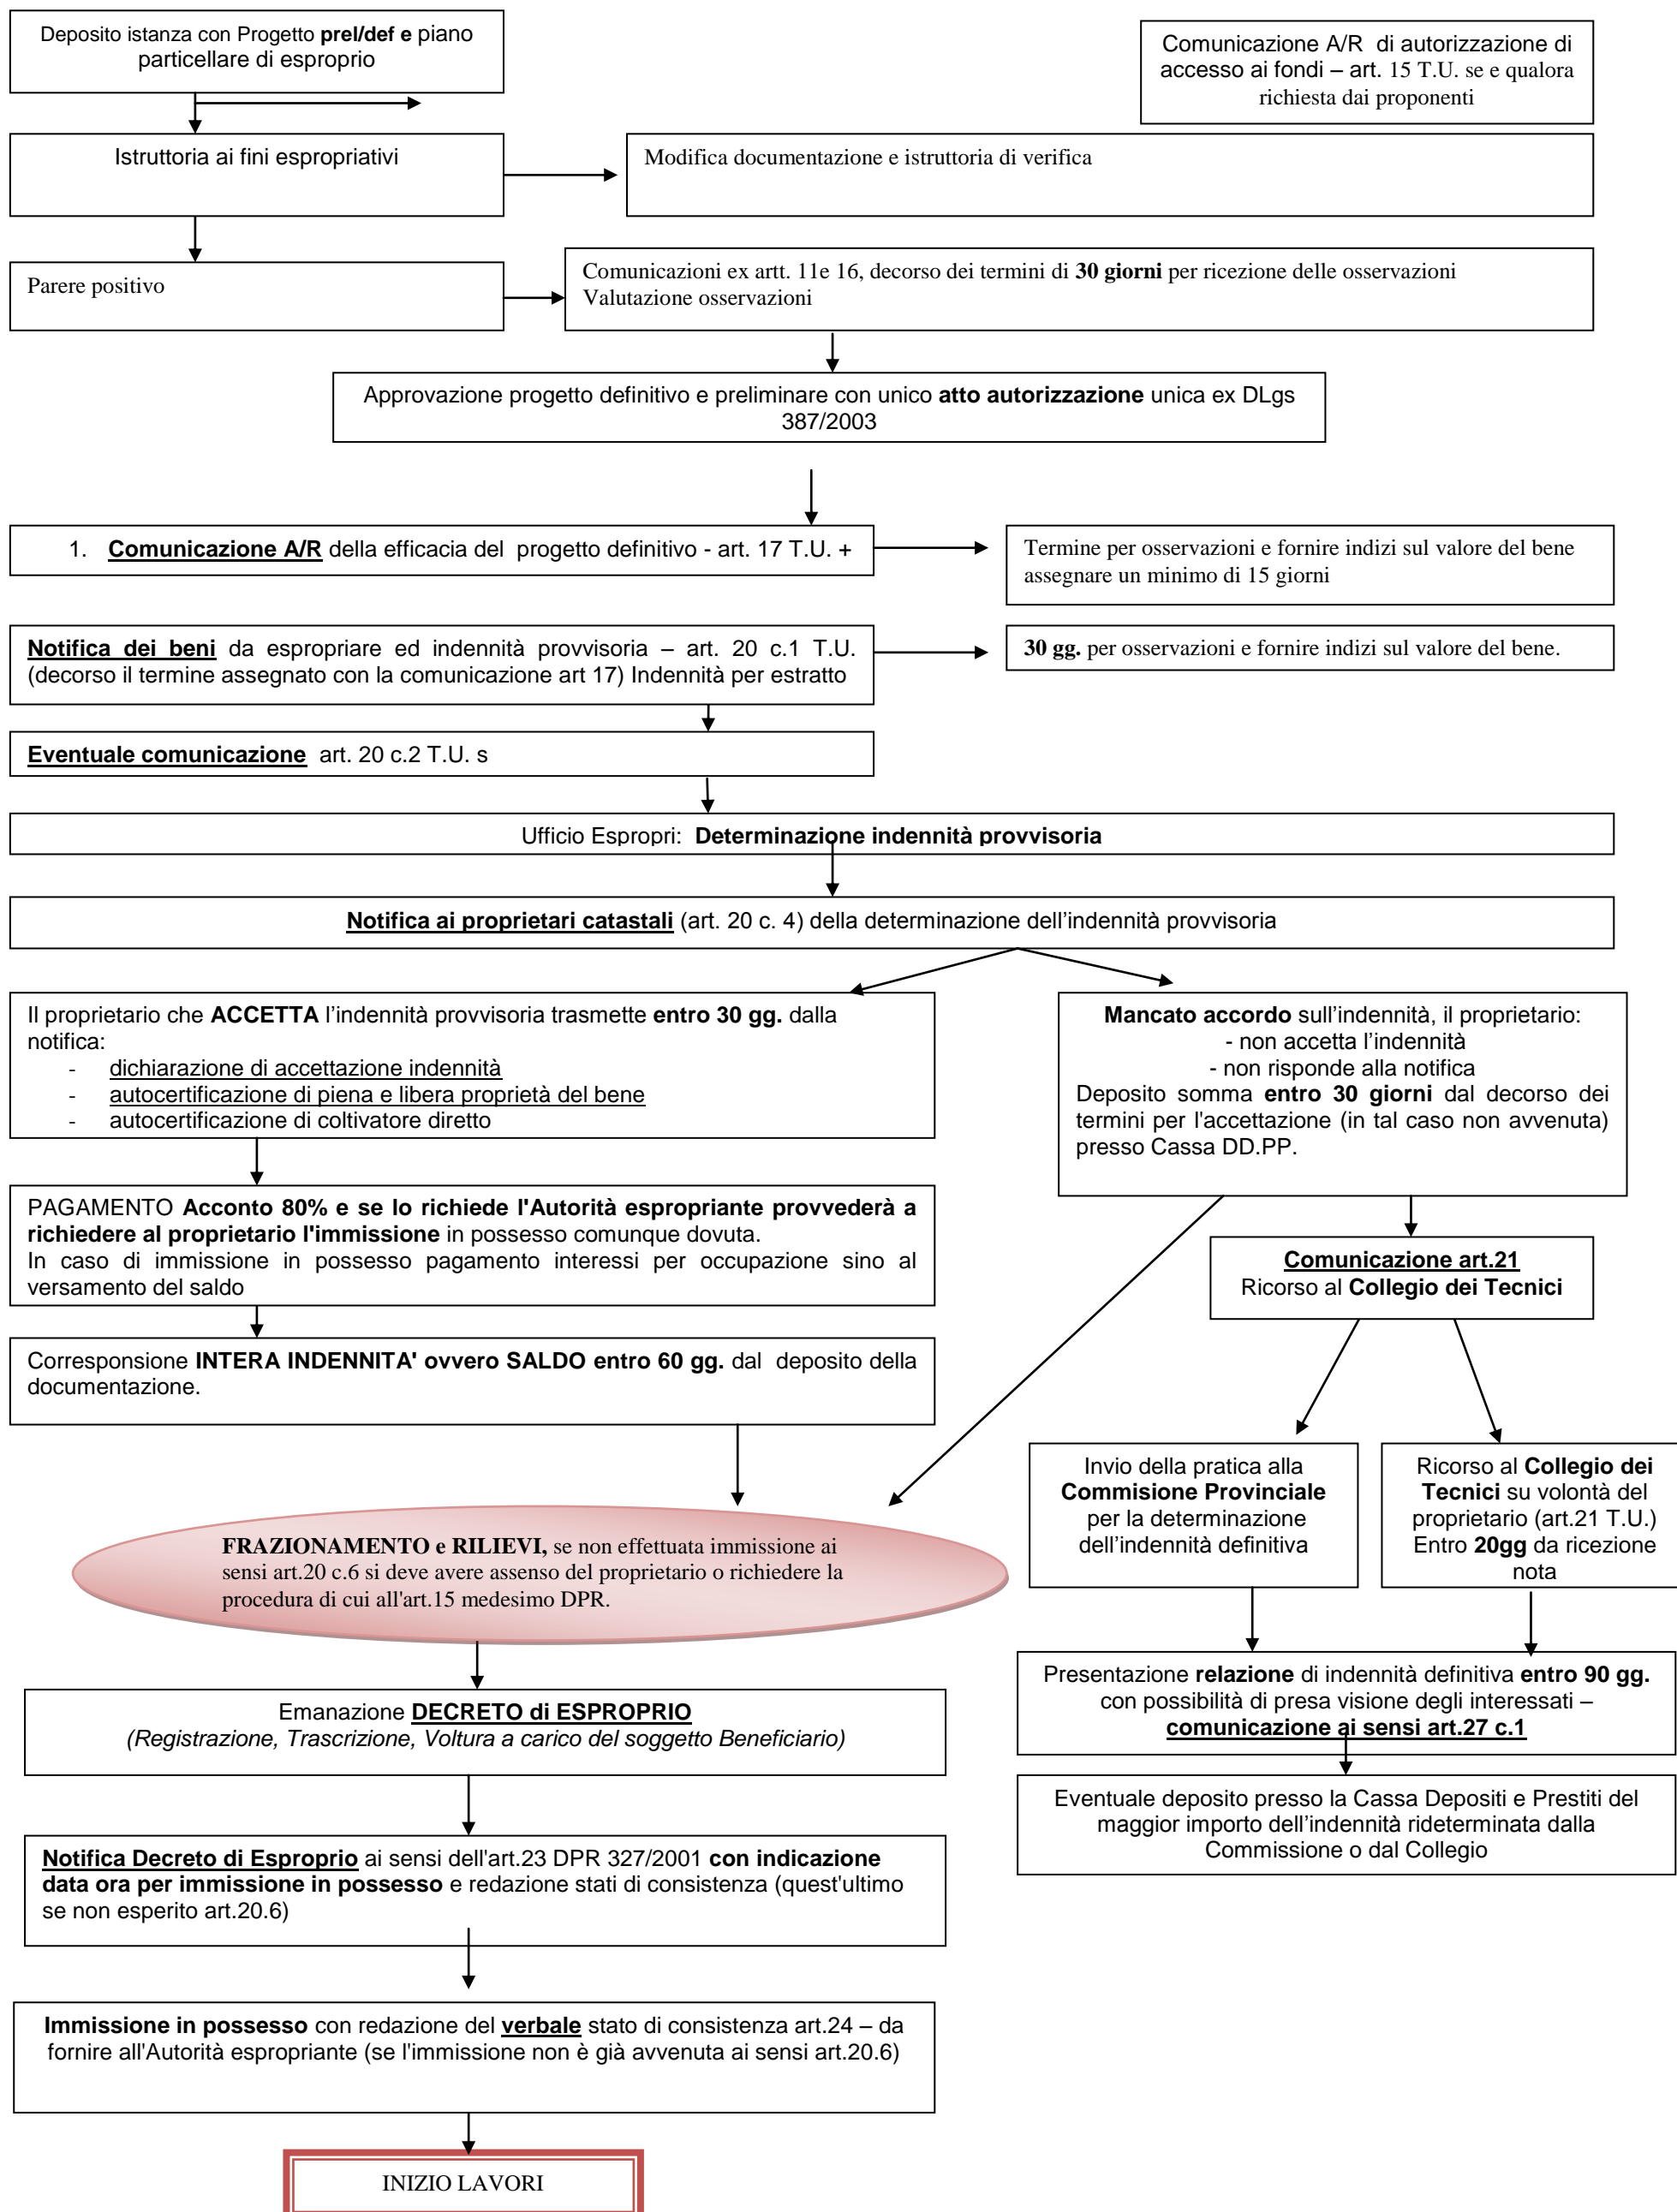 Deposito istanza con Progetto prel/def e piano
particellare di esproprio
Comunicazione A/R di autorizzazione di
accesso ai fondi – art. 15 T.U. se e qualora
richiesta dai proponenti
Istruttoria ai fini espropriativi
Modifica documentazione e istruttoria di verifica
Parere positivo
Comunicazioni ex artt. 11e 16, decorso dei termini di 30 giorni per ricezione delle osservazioni
Valutazione osservazioni
Approvazione progetto definitivo e preliminare con unico atto autorizzazione unica ex DLgs
387/2003
1. Comunicazione A/R della efficacia del progetto definitivo - art. 17 T.U. +
Termine per osservazioni e fornire indizi sul valore del bene
assegnare un minimo di 15 giorni
Notifica dei beni da espropriare ed indennità provvisoria – art. 20 c.1 T.U.
(decorso il termine assegnato con la comunicazione art 17) Indennità per estratto
30 gg. per osservazioni e fornire indizi sul valore del bene.
Eventuale comunicazione art. 20 c.2 T.U. s
Ufficio Espropri: Determinazione indennità provvisoria
Notifica ai proprietari catastali (art. 20 c. 4) della determinazione dell'indennità provvisoria
Il proprietario che ACCETTA l'indennità provvisoria trasmette entro 30 gg. dalla
notifica:
- dichiarazione di accettazione indennità
- autocertificazione di piena e libera proprietà del bene
- autocertificazione di coltivatore diretto
Mancato accordo sull'indennità, il proprietario:
- non accetta l'indennità
- non risponde alla notifica
Deposito somma entro 30 giorni dal decorso dei
termini per l'accettazione (in tal caso non avvenuta)
presso Cassa DD.PP.
PAGAMENTO Acconto 80% e se lo richiede l'Autorità espropriante provvederà a
richiedere al proprietario l'immissione in possesso comunque dovuta.
In caso di immissione in possesso pagamento interessi per occupazione sino al
versamento del saldo
Comunicazione art.21
Ricorso al Collegio dei Tecnici
Corresponsione INTERA INDENNITA' ovvero SALDO entro 60 gg. dal deposito della
documentazione.
Invio della pratica alla
Commisione Provinciale
per la determinazione
dell'indennità definitiva
Ricorso al Collegio dei
Tecnici su volontà del
proprietario (art.21 T.U.)
Entro 20gg da ricezione
nota
FRAZIONAMENTO e RILIEVI, se non effettuata immissione ai
sensi art.20 c.6 si deve avere assenso del proprietario o richiedere la
procedura di cui all'art.15 medesimo DPR.
Presentazione relazione di indennità definitiva entro 90 gg.
con possibilità di presa visione degli interessati –
comunicazione ai sensi art.27 c.1
Emanazione DECRETO di ESPROPRIO
(Registrazione, Trascrizione, Voltura a carico del soggetto Beneficiario)
Eventuale deposito presso la Cassa Depositi e Prestiti del
maggior importo dell'indennità rideterminata dalla
Commissione o dal Collegio
Notifica Decreto di Esproprio ai sensi dell'art.23 DPR 327/2001 con indicazione
data ora per immissione in possesso e redazione stati di consistenza (quest'ultimo
se non esperito art.20.6)
Immissione in possesso con redazione del verbale stato di consistenza art.24 – da
fornire all'Autorità espropriante (se l'immissione non è già avvenuta ai sensi art.20.6)
INIZIO LAVORI